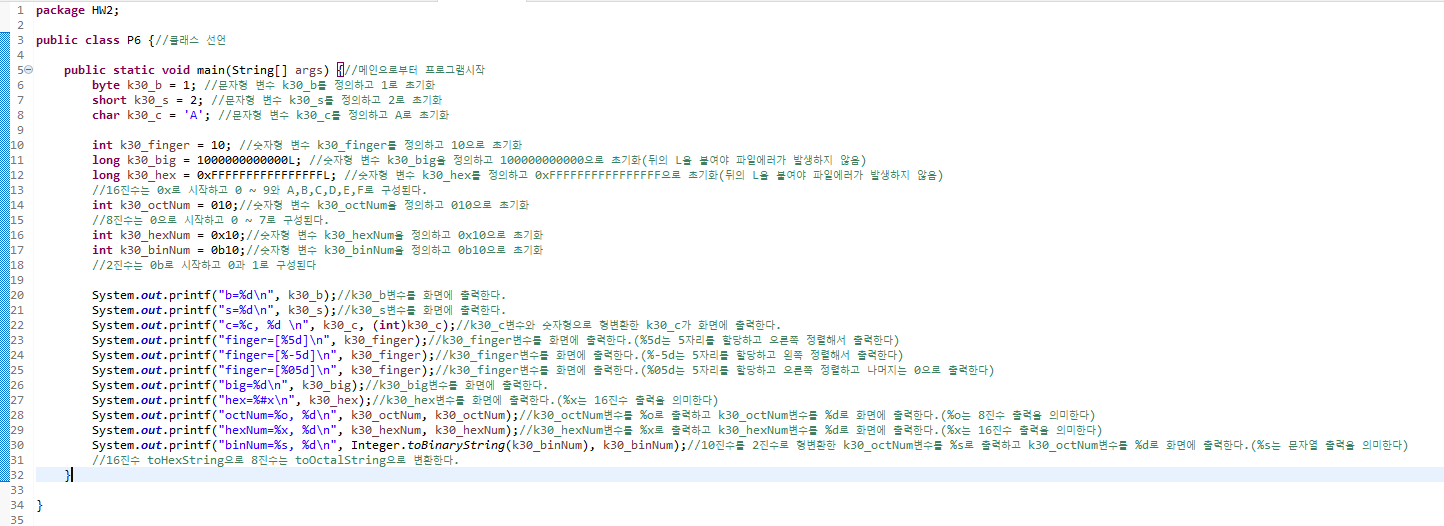 1 package HW2;
2
3 public class P6 {//클래스 선언
4
5 public static void main(String[] args) {//메인으로부터 프로그램시작
6 byte k30_b = 1; //문자형 변수 k30_b를 정의하고 1로 초기화
7 short k30_s = 2; //문자형 변수 k30_s를 정의하고 2로 초기화
8 char k30_c = 'A'; //문자형 변수 k30_c를 정의하고 A로 초기화
9
10 int k30_finger = 10; //숫자형 변수 k30_finger를 정의하고 10으로 초기화
11 long k30_big = 1000000000000L; //숫자형 변수 k30_big을 정의하고 100000000000으로 초기화(뒤의 L을 붙여야 파일에러가 발생하지 않음)
12 long k30_hex = 0xFFFFFFFFFFFFFFFFL; //숫자형 변수 k30_hex를 정의하고 0xFFFFFFFFFFFFFFFF으로 초기화(뒤의 L을 붙여야 파일에러가 발생하지 않음)
13 //16진수는 0x로 시작하고 0 ~ 9와 A,B,C,D,E,F로 구성된다.
14 int k30_octNum = 010;//숫자형 변수 k30_octNum을 정의하고 010으로 초기화
15 //8진수는 0으로 시작하고 0 ~ 7로 구성된다.
16 int k30_hexNum = 0x10;//숫자형 변수 k30_hexNum을 정의하고 0x10으로 초기화
17 int k30_binNum = 0b10;//숫자형 변수 k30_binNum을 정의하고 0b10으로 초기화
18 //2진수는 0b로 시작하고 0과 1로 구성된다
19
20 System.out.printf("b=%d\n", k30_b);//k30_b변수를 화면에 출력한다.
21 System.out.printf("s=%d\n", k30_s);//k30_s변수를 화면에 출력한다.
22 System.out.printf("c=%c, %d \n", k30_c, (int)k30_c);//k30_c변수와 숫자형으로 형변환한 k30_c가 화면에 출력한다.
23 System.out.printf("finger=[%5d]\n", k30_finger);//k30_finger변수를 화면에 출력한다.(%5d는 5자리를 할당하고 오른쪽 정렬해서 출력한다)
24 System.out.printf("finger=[%-5d]\n", k30_finger);//k30_finger변수를 화면에 출력한다.(%-5d는 5자리를 할당하고 왼쪽 정렬해서 출력한다)
25 System.out.printf("finger=[%05d]\n", k30_finger);//k30_finger변수를 화면에 출력한다.(%05d는 5자리를 할당하고 오른쪽 정렬하고 나머지는 0으로 출력한다)
26 System.out.printf("big=%d\n", k30_big);//k30_big변수를 화면에 출력한다.
27 System.out.printf("hex=%#x\n", k30_hex);//k30_hex변수를 화면에 출력한다.(%x는 16진수 출력을 의미한다)
28 System.out.printf("octNum=%o, %d\n", k30_octNum, k30_octNum);//k30_octNum변수를 %o로 출력하고 k30_octNum변수를 %d로 화면에 출력한다.(%o는 8진수 출력을 의미한다)
29 System.out.printf("hexNum=%x, %d\n", k30_hexNum, k30_hexNum);//k30_hexNum변수를 %x로 출력하고 k30_hexNum변수를 %d로 화면에 출력한다.(%x는 16진수 출력을 의미한다)
30 System.out.printf("binNum=%s, %d\n", Integer.toBinaryString(k30_binNum), k30_binNum);//10진수를 2진수로 형변환한 k30_octNum변수를 %s로 출력하고 k30_octNum변수를 %d로 화면에 출력한다.(%s는 문자열 출력을 의미한다)
31 //16진수 toHexString으로 8진수는 toOctalString으로 변환한다.
32 }
33
34 }
35